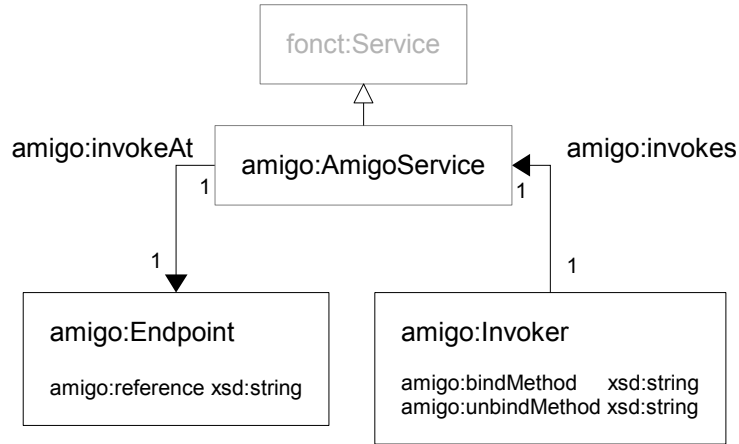 fonct:Service
amigo:invokeAt
amigo:AmigoService
amigo:invokes
1
1
1
1
amigo:Endpoint
amigo:reference xsd:string
amigo:Invoker
amigo:bindMethod xsd:string
amigo:unbindMethod xsd:string